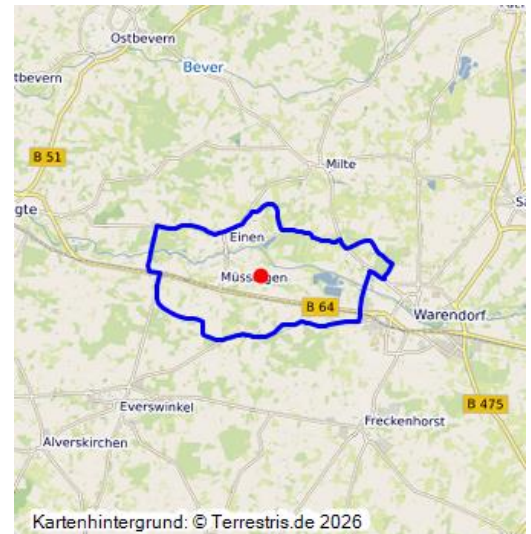 Ostbevern
tbevern
Bever
B 51
Milte
gte
Einen
Müssingen
B 64
Warendorf
Everswinkel
B 475
Freckenhorst
Alverskirchen
Kartenhintergrund: © Terrestris.de 2026